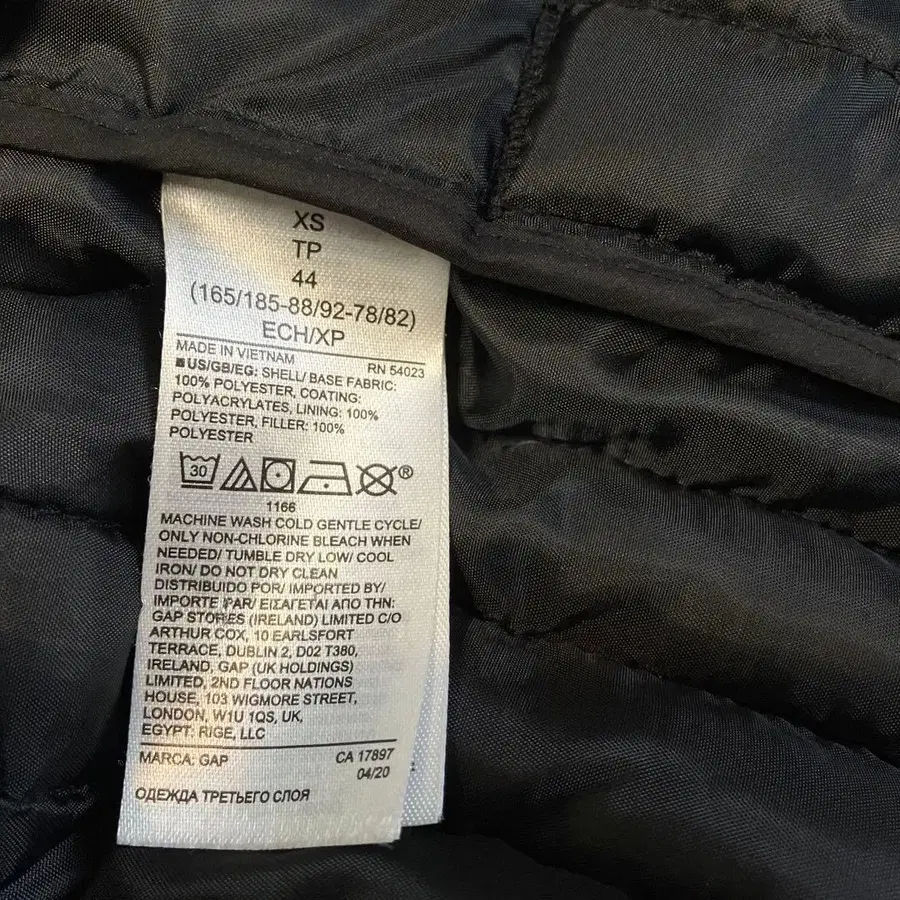 XS
TP
44
(165/185-88/92-78/82)
ECH/XP
MADE IN VIETNAM RN 54023
US/GB/EG: SHELL/ BASE FABRIC:
100% POLYESTER, COATING:
POLYACRYLATES, LINING: 100%
POLYESTER, FILLER: 100%
POLYESTER
30 ®
1166
MACHINE WASH COLD GENTLE CYCLE/
ONLY NON-CHLORINE BLEACH WHEN
NEEDED/ TUMBLE DRY LOW/ COOL
IRON/ DO NOT DRY CLEAN
DISTRIBUIDO POR/ IMPORTED BY/
IMPORTE PAR/ ΕΙΣΑΓΕΤΑΙ ΑΠΟ ΤΗΝ:
GAP STORES (IRELAND) LIMITED C/O
ARTHUR COX, 10 EARLSFORT
TERRACE, DUBLIN 2, D02 T380,
IRELAND, GAP (UK HOLDINGS)
LIMITED, 2ND FLOOR NATIONS
HOUSE, 103 WIGMORE STREET,
LONDON, W1U 1QS, UK,
EGYPT: RIGE, LLC
MARCA: GAP CA 17897
04/20
ОДЕЖДА ТРЕТЬЕГО СЛОЯ